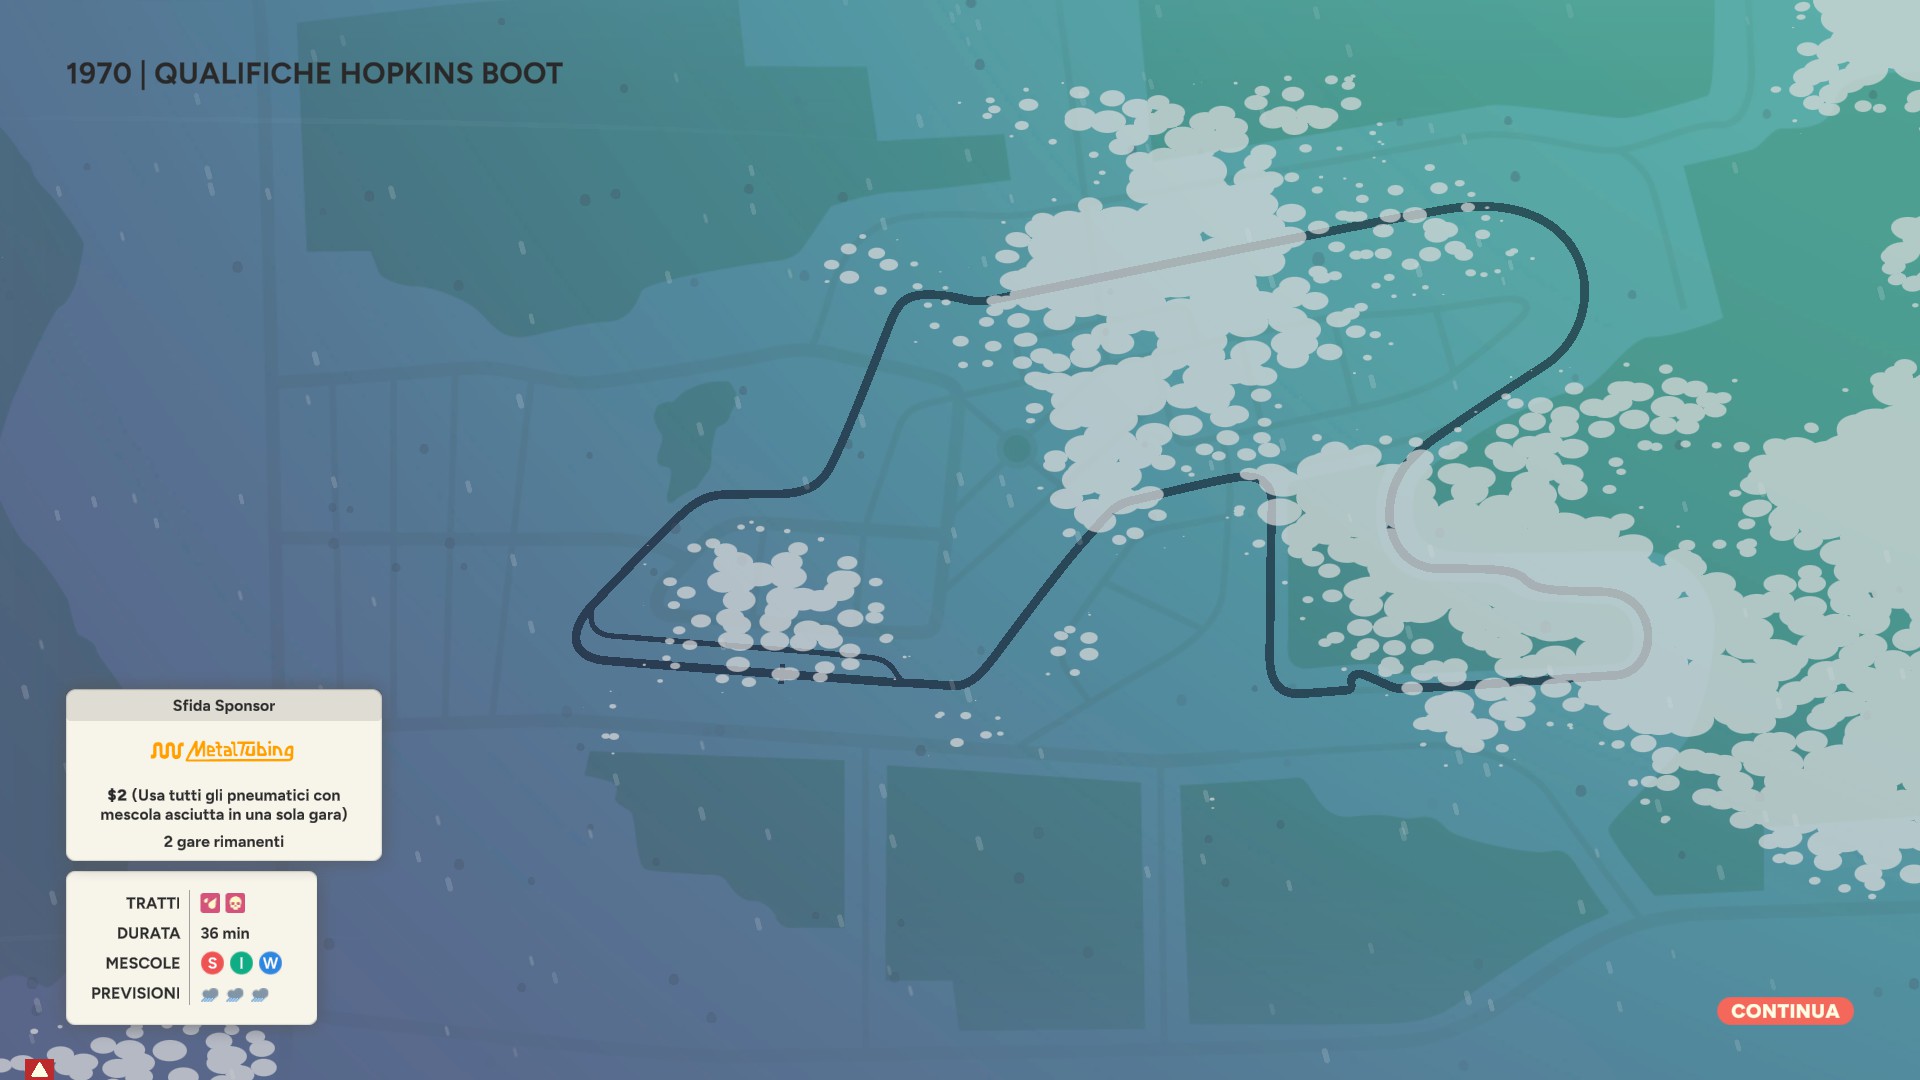 1970 | QUALIFICHE HOPKINS BOOT
Sfida Sponsor
MetalTubing
$2 (Usa tutti gli pneumatici con
mescola asciutta in una sola gara)
2 gare rimanenti
TRATTI
DURATA 36 min
MESCOLE S I W
PREVISIONI
CONTINUA